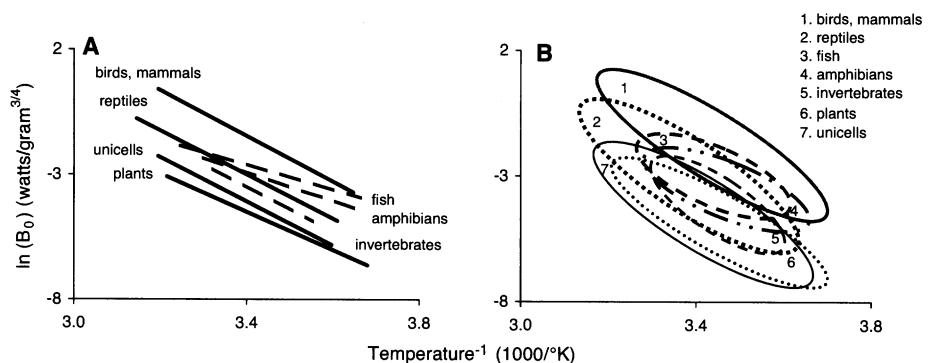 A
2
-3
-8
3.0
3.4
3.8
ln (B₀) (watts/gram³/⁴)
birds, mammals
reptiles
unicells
plants
fish
amphibians
invertebrates
B
2
-3
-8
3.0
3.4
3.8
1
2
3
4
5
6
7
1. birds, mammals
2. reptiles
3. fish
4. amphibians
5. invertebrates
6. plants
7. unicells
Temperature⁻¹ (1000/°K)